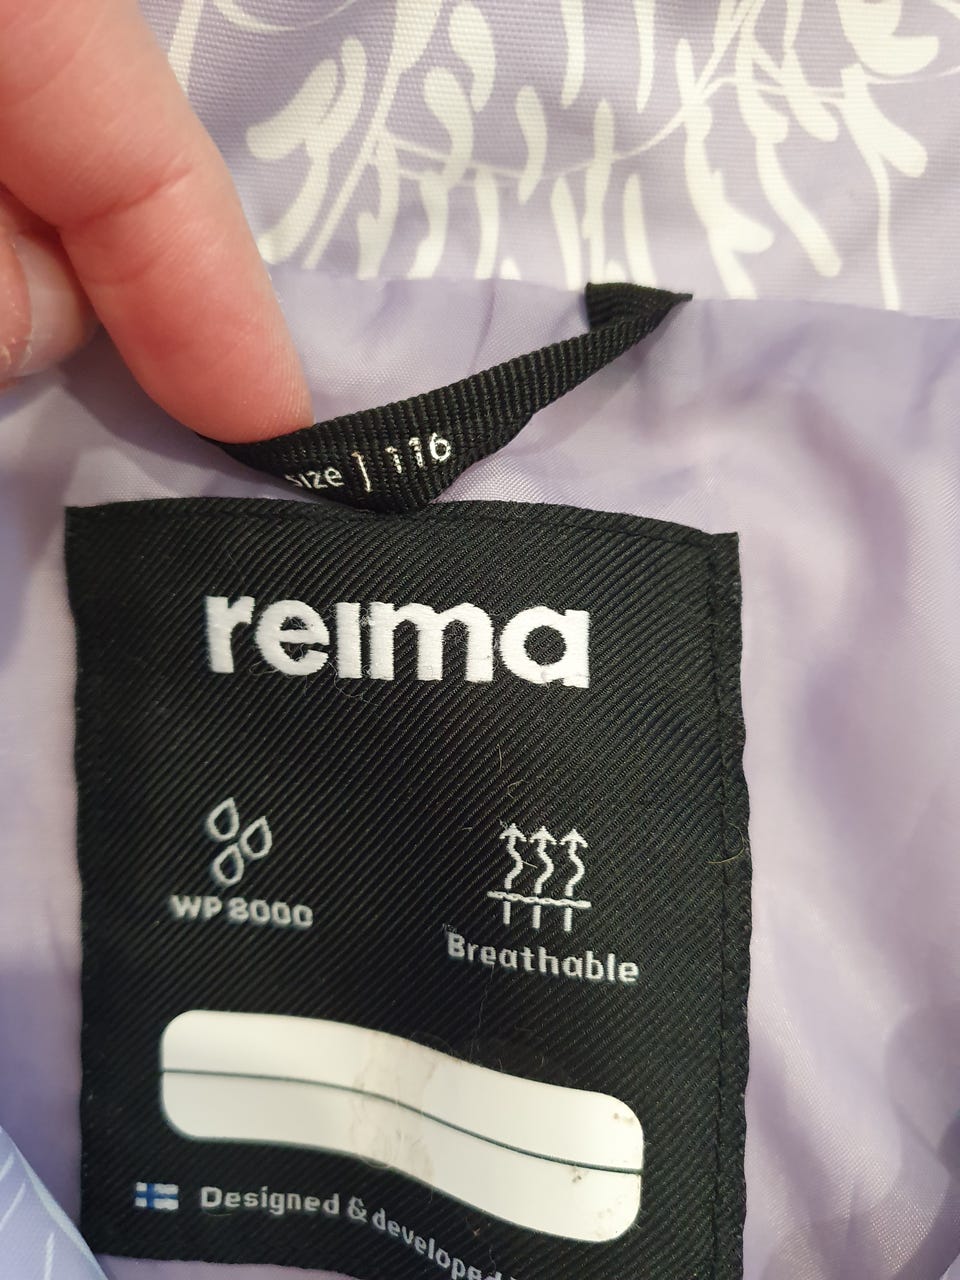 size | 116
reima
WP 8000
Breathable
Designed & developed